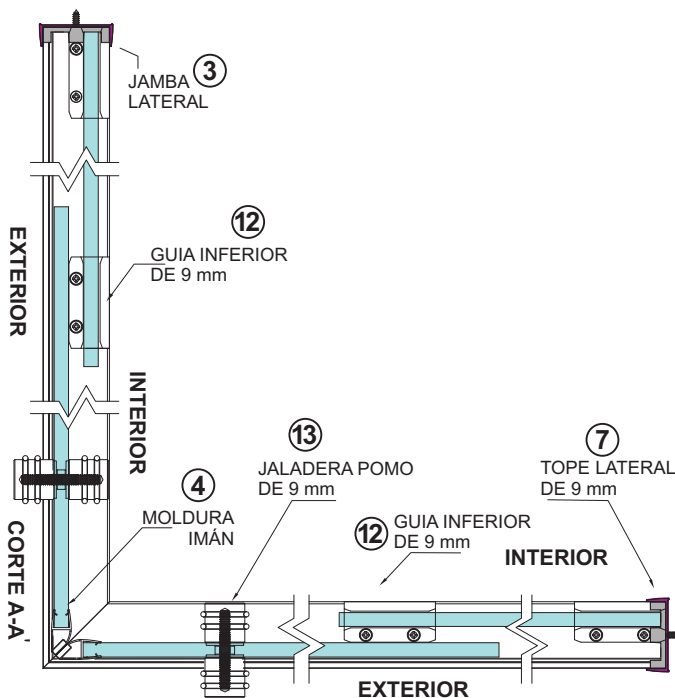 3
JAMBA
LATERAL
12
GUIA INFERIOR
DE 9 mm
EXTERIOR
INTERIOR
13
JALADERA POMO
DE 9 mm
7
TOPE LATERAL
DE 9 mm
4
MOLDURA
IMÁN
12
GUIA INFERIOR
DE 9 mm
INTERIOR
CORTE A-A'
EXTERIOR